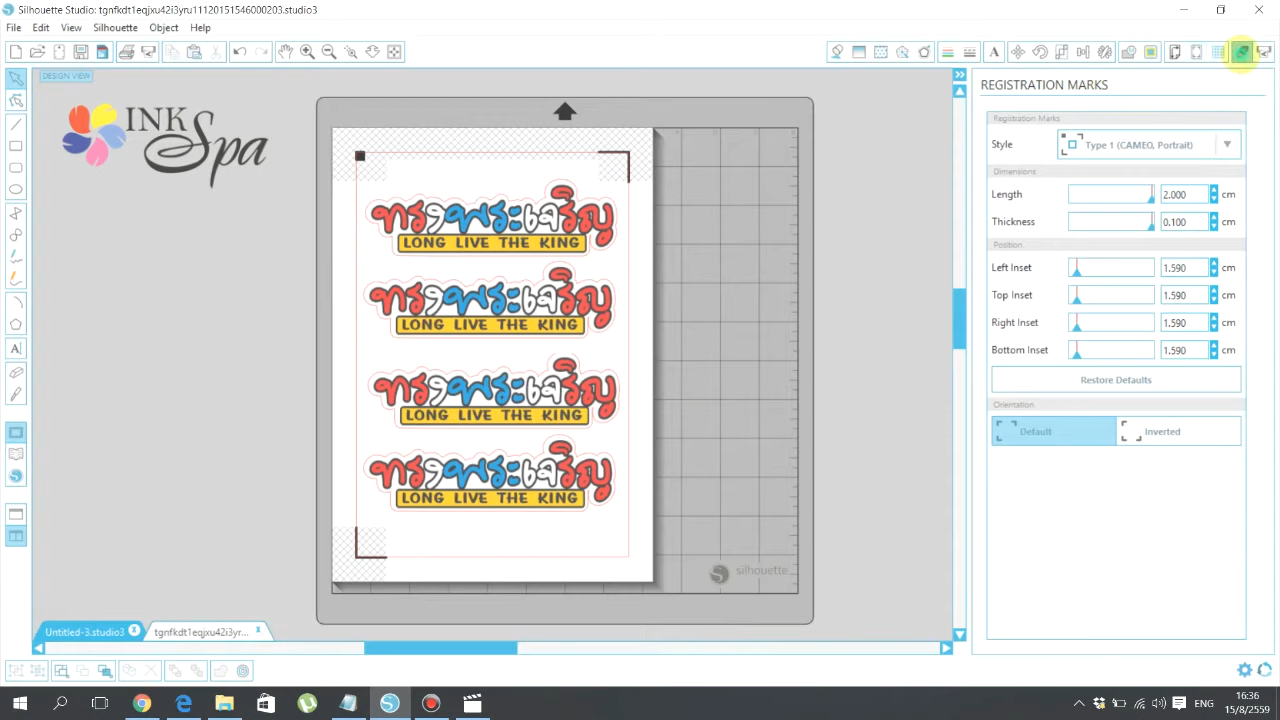 Silhouette Studio: tgnfkdt1eqjxu42i3yru11120151546000203.studio3
File Edit View Silhouette Object Help
DESIGN VIEW
INK Spa
ทรงพระเจริญ
LONG LIVE THE KING
ทรงพระเจริญ
LONG LIVE THE KING
ทรงพระเจริญ
LONG LIVE THE KING
ทรงพระเจริญ
LONG LIVE THE KING
silhouette
Untitled-3.studio3
tgnfkdt1eqjxu42i3yr...
REGISTRATION MARKS
Registration Marks
Style Type 1 (CAMEO, Portrait)
Dimensions
Length 2.000 cm
Thickness 0.100 cm
Position
Left Inset 1.590 cm
Top Inset 1.590 cm
Right Inset 1.590 cm
Bottom Inset 1.590 cm
Restore Defaults
Orientation
Default Inverted
ENG
16:36
15/8/2559